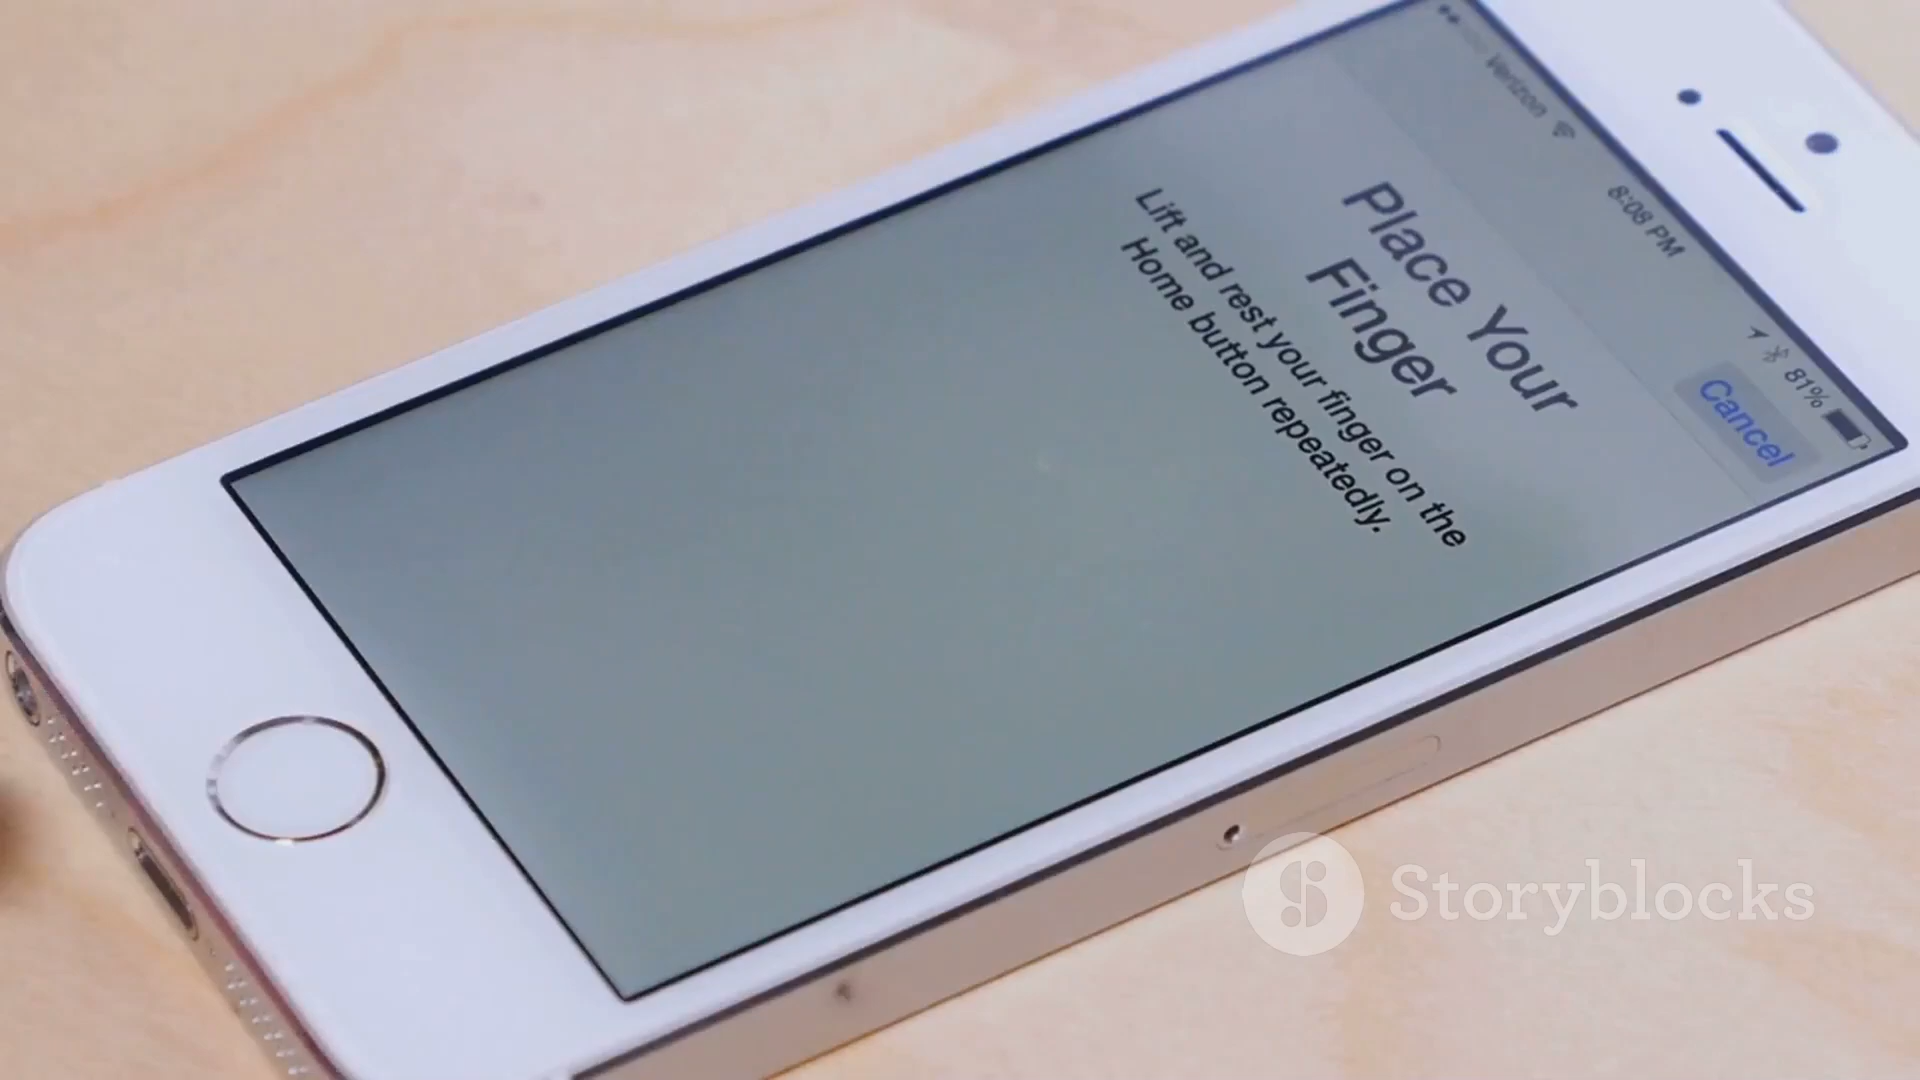 Verizon 8:08 PM 81%
Cancel
Place Your
Finger
Lift and rest your finger on the
Home button repeatedly.
Storyblocks